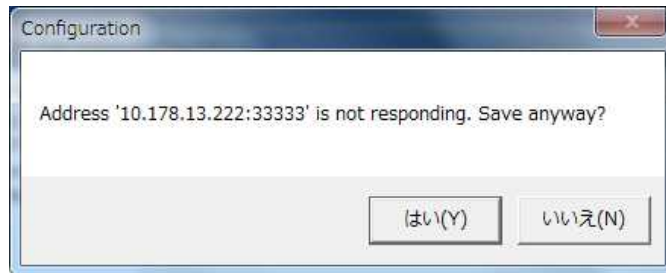 Configuration
Address '10.178.13.222:33333' is not responding. Save anyway?
はい(Y)
いいえ(N)